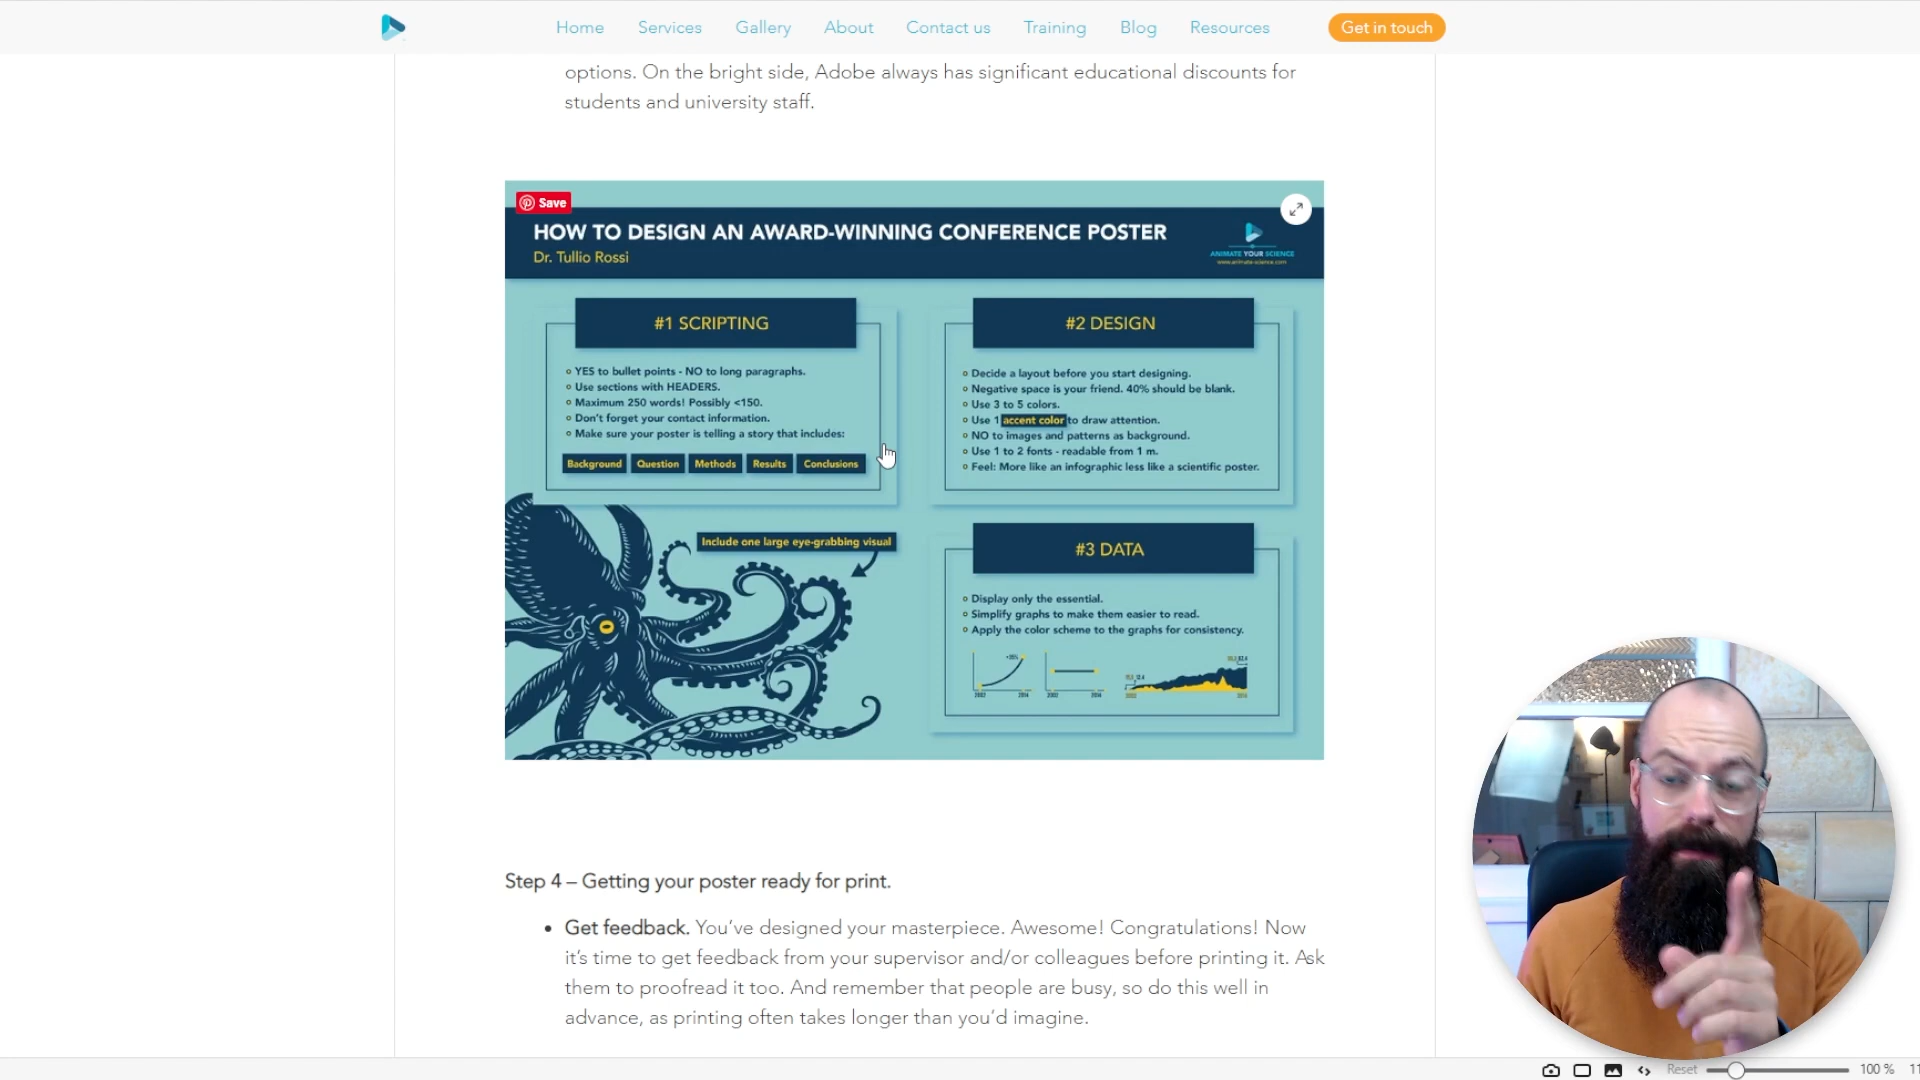 Home Services Gallery About Contact us Training Blog Resources Get in touch
options. On the bright side, Adobe always has significant educational discounts for
students and university staff.
Save
HOW TO DESIGN AN AWARD-WINNING CONFERENCE POSTER
Dr. Tullio Rossi
ANIMATE YOUR SCIENCE
www.animate-science.com
#1 SCRIPTING
YES to bullet points - NO to long paragraphs.
Use sections with HEADERS.
Maximum 250 words! Possibly <150.
Don't forget your contact information.
Make sure your poster is telling a story that includes:
Background Question Methods Results Conclusions
Include one large eye-grabbing visual
#2 DESIGN
Decide a layout before you start designing.
Negative space is your friend. 40% should be blank.
Use 3 to 5 colors.
Use 1 accent color to draw attention.
NO to images and patterns as background.
Use 1 to 2 fonts - readable from 1 m.
Feel: More like an infographic less like a scientific poster.
#3 DATA
Display only the essential.
Simplify graphs to make them easier to read.
Apply the color scheme to the graphs for consistency.
2002 2014 2002 2014
Step 4 – Getting your poster ready for print.
• Get feedback. You've designed your masterpiece. Awesome! Congratulations! Now
it's time to get feedback from your supervisor and/or colleagues before printing it. Ask
them to proofread it too. And remember that people are busy, so do this well in
advance, as printing often takes longer than you'd imagine.
Reset 100 %